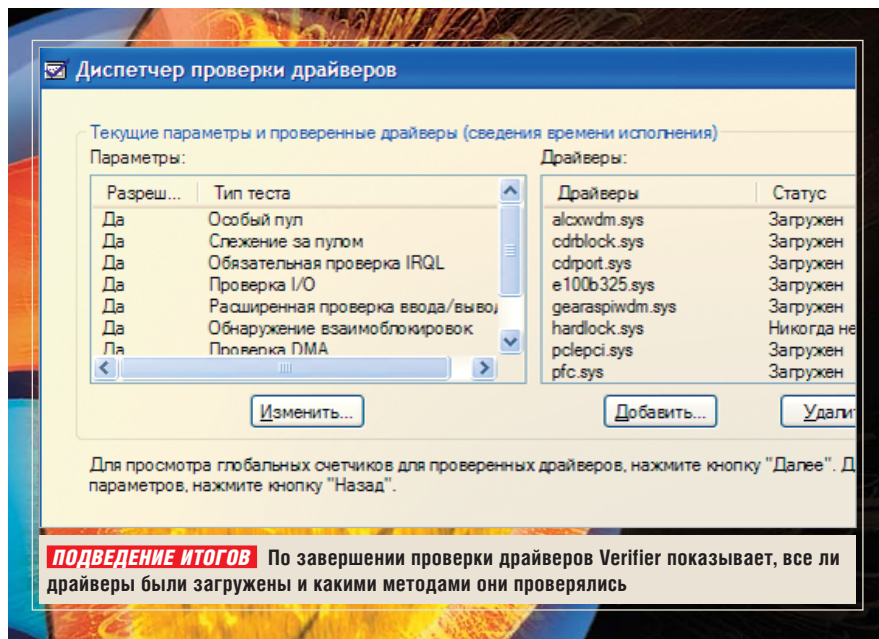 Диспетчер проверки драйверов
Текущие параметры и проверенные драйверы (сведения времени исполнения)
Параметры:
Разреш... Тип теста
Да Особый пул
Да Слежение за пулом
Да Обязательная проверка IRQL
Да Проверка I/O
Да Расширенная проверка ввода/вывод
Да Обнаружение взаимоблокировок
Да Проверка DMA
Изменить...
Драйверы:
Драйверы Статус
alcxwdm.sys Загружен
cdrblock.sys Загружен
cdrport.sys Загружен
e100b325.sys Загружен
gearaspiwdm.sys Загружен
hardlock.sys Никогда не
pclepci.sys Загружен
pfc.sys Загружен
Добавить... Удали
Для просмотра глобальных счетчиков для проверенных драйверов, нажмите кнопку "Далее". Д
параметров, нажмите кнопку "Назад".
ПОДВЕДЕНИЕ ИТОГОВ По завершении проверки драйверов Verifier показывает, все ли
драйверы были загружены и какими методами они проверялись